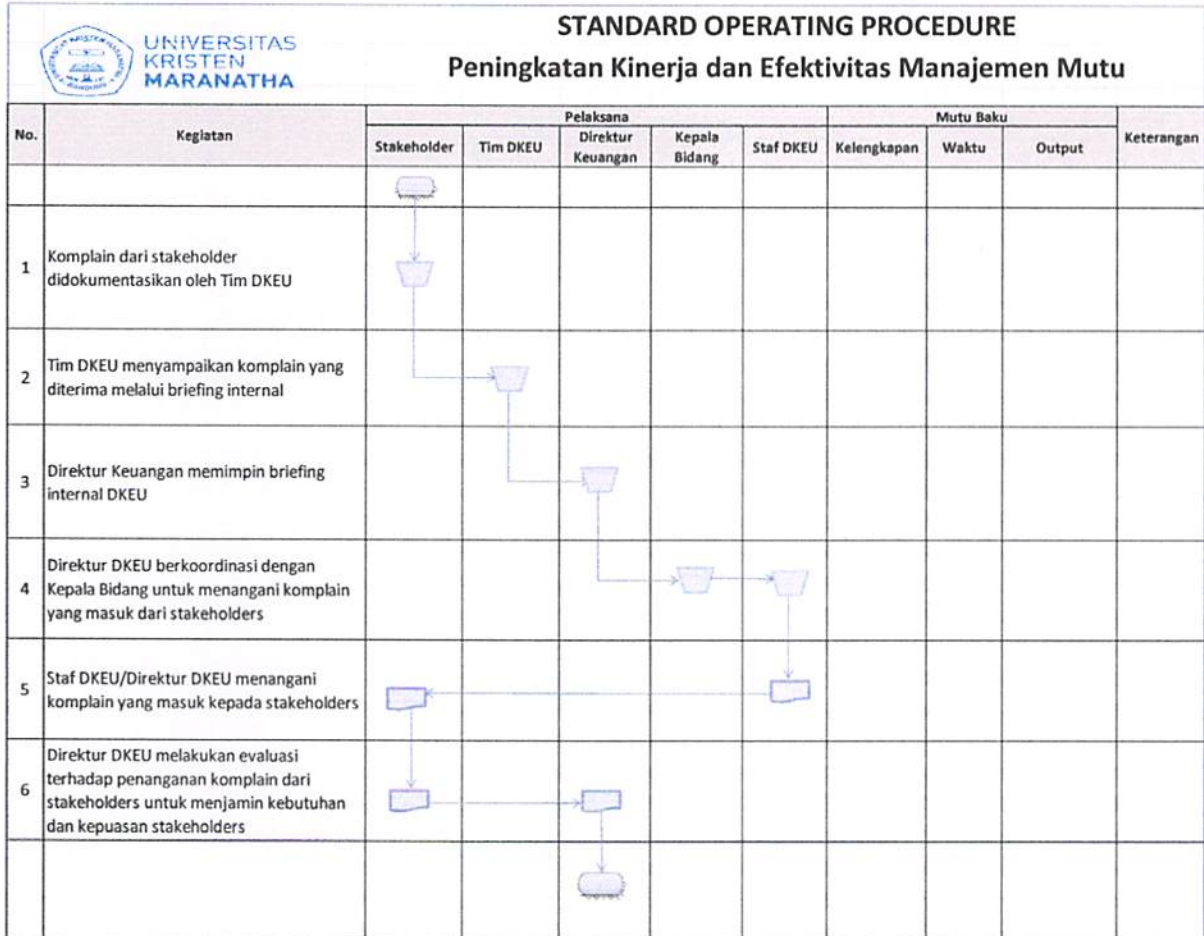 UNIVERSITAS
KRISTEN
MARANATHA
STANDARD OPERATING PROCEDURE
Peningkatan Kinerja dan Efektivitas Manajemen Mutu
No.
Kegiatan
Pelaksana
Mutu Baku
Keterangan
Stakeholder
Tim DKEU
Direktur
Keuangan
Kepala
Bidang
Staf DKEU
Kelengkapan
Waktu
Output
1
Komplain dari stakeholder
didokumentasikan oleh Tim DKEU
2
Tim DKEU menyampaikan komplain yang
diterima melalui briefing internal
3
Direktur Keuangan memimpin briefing
internal DKEU
4
Direktur DKEU berkoordinasi dengan
Kepala Bidang untuk menangani komplain
yang masuk dari stakeholders
5
Staf DKEU/Direktur DKEU menangani
komplain yang masuk kepada stakeholders
6
Direktur DKEU melakukan evaluasi
terhadap penanganan komplain dari
stakeholders untuk menjamin kebutuhan
dan kepuasan stakeholders